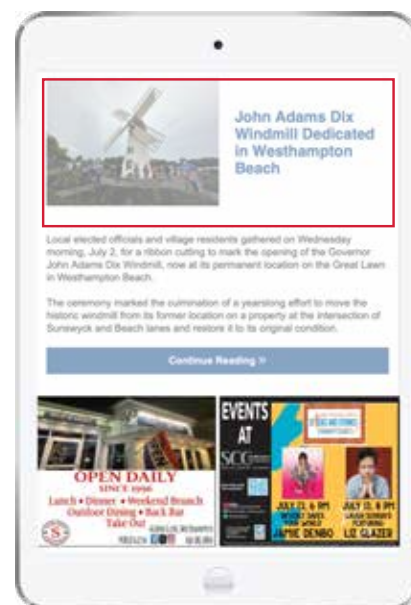 John Adams Dix
Windmill Dedicated
in Westhampton
Beach
Local elected officials and village residents gathered on Wednesday
morning, July 2, for a ribbon cutting to mark the opening of the Governor
John Adams Dix Windmill, now at its permanent location on the Great Lawn
in Westhampton Beach.
The ceremony marked the culmination of a yearslong effort to move the
historic windmill from its former location on a property at the intersection of
Sunswyck and Beach lanes and restore it to its original condition.
Continue Reading »
OPEN DAILY
SINCE 1996
Lunch • Dinner • Weekend Brunch
Outdoor Dining • Back Bar
Take Out
S
EVENTS
AT
SCG
JULY 12, 8 PM
YOUR WORLD
JAMIE DENBO
JULY 13, 8 PM
FEATURING
LIZ GLAZER